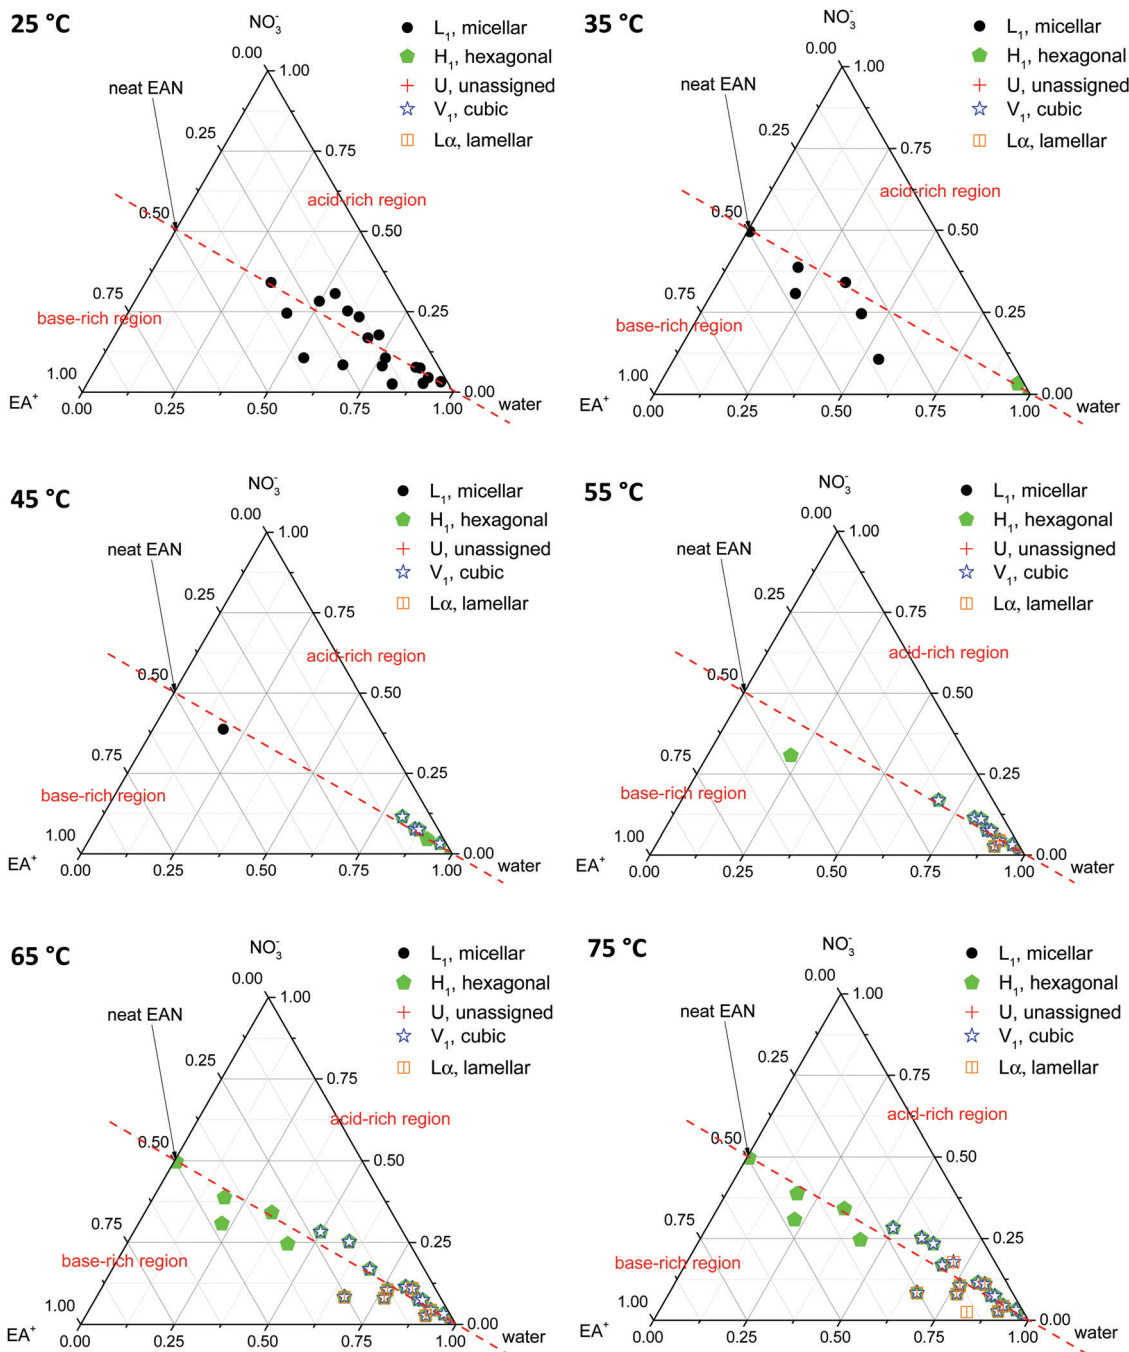 25 °C
NO3-
L1, micellar
H1, hexagonal
U, unassigned
V1, cubic
Lα, lamellar
neat EAN
0.00
1.00
0.25
0.75
acid-rich region
0.50
0.50
0.75
0.25
base-rich region
1.00
0.00
EA+
0.00
0.25
0.50
0.75
1.00
water
35 °C
NO3-
L1, micellar
H1, hexagonal
U, unassigned
V1, cubic
Lα, lamellar
neat EAN
0.00
1.00
0.25
0.75
acid-rich region
0.50
0.50
0.75
0.25
base-rich region
1.00
0.00
EA+
0.00
0.25
0.50
0.75
1.00
water
45 °C
NO3-
L1, micellar
H1, hexagonal
U, unassigned
V1, cubic
Lα, lamellar
0.00
1.00
neat EAN
0.25
0.75
acid-rich region
0.50
0.50
0.75
0.25
base-rich region
1.00
0.00
EA+
0.00
0.25
0.50
0.75
1.00
water
55 °C
NO3-
L1, micellar
H1, hexagonal
U, unassigned
V1, cubic
Lα, lamellar
0.00
1.00
neat EAN
0.25
0.75
acid-rich region
0.50
0.50
0.75
0.25
base-rich region
1.00
0.00
EA+
0.00
0.25
0.50
0.75
1.00
water
65 °C
NO3-
L1, micellar
H1, hexagonal
U, unassigned
V1, cubic
Lα, lamellar
0.00
1.00
neat EAN
0.25
0.75
acid-rich region
0.50
0.50
0.75
0.25
base-rich region
1.00
0.00
EA+
0.00
0.25
0.50
0.75
1.00
water
75 °C
NO3-
L1, micellar
H1, hexagonal
U, unassigned
V1, cubic
Lα, lamellar
0.00
1.00
neat EAN
0.25
0.75
acid-rich region
0.50
0.50
0.75
0.25
base-rich region
1.00
0.00
EA+
0.00
0.25
0.50
0.75
1.00
water